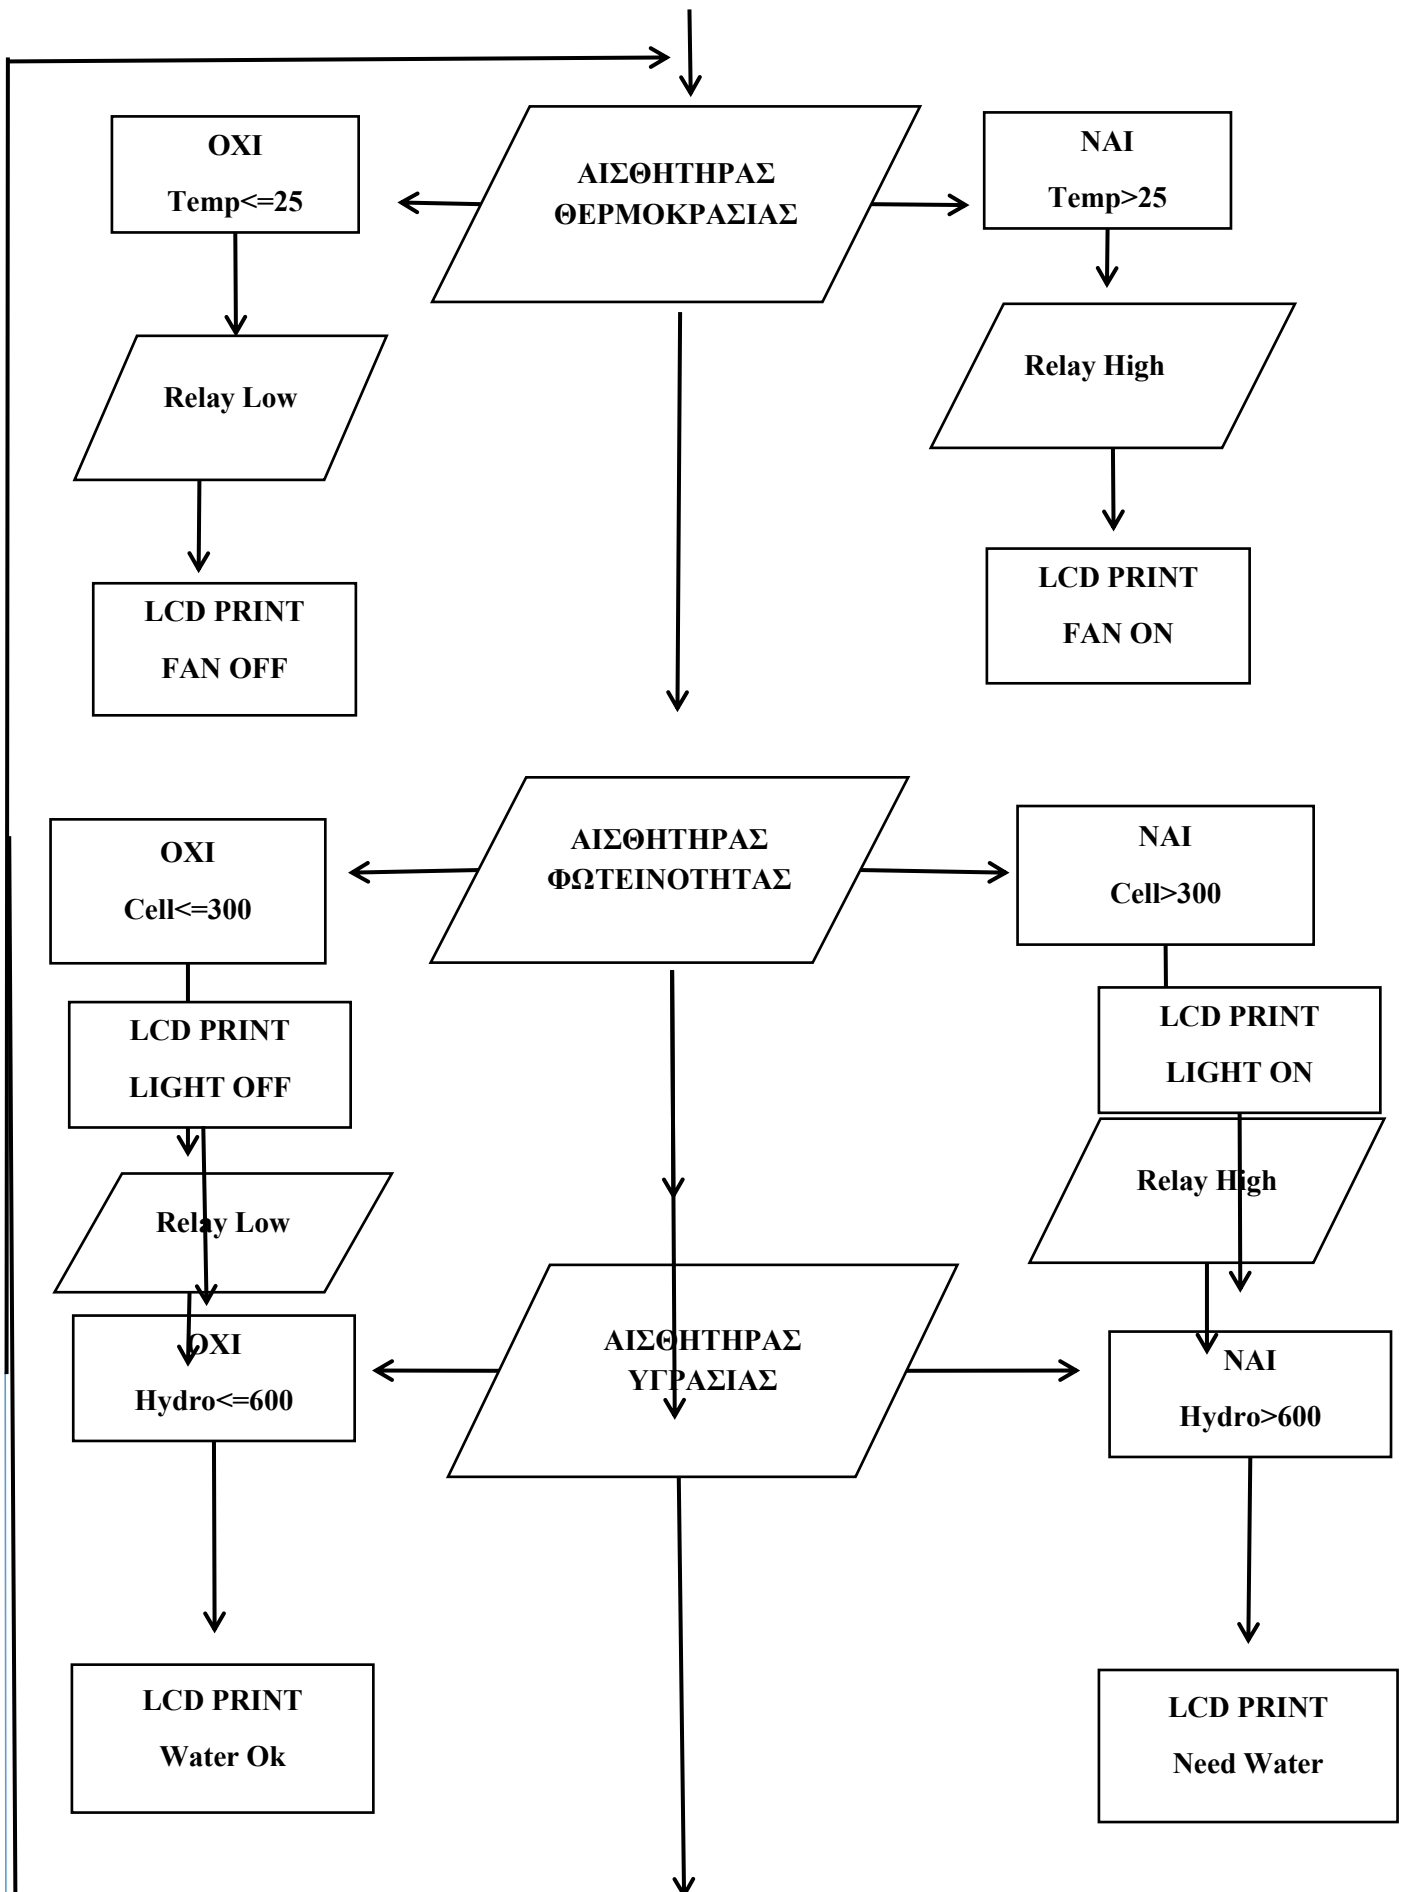 ΟΧΙ
Temp<=25
ΑΙΣΘΗΤΗΡΑΣ
ΘΕΡΜΟΚΡΑΣΙΑΣ
ΝΑΙ
Temp>25
Relay Low
Relay High
LCD PRINT
FAN OFF
LCD PRINT
FAN ON
ΟΧΙ
Cell<=300
ΑΙΣΘΗΤΗΡΑΣ
ΦΩΤΕΙΝΟΤΗΤΑΣ
ΝΑΙ
Cell>300
LCD PRINT
LIGHT OFF
LCD PRINT
LIGHT ON
Relay Low
Relay High
ΟΧΙ
Hydro<=600
ΑΙΣΘΗΤΗΡΑΣ
ΥΓΡΑΣΙΑΣ
ΝΑΙ
Hydro>600
LCD PRINT
Water Ok
LCD PRINT
Need Water